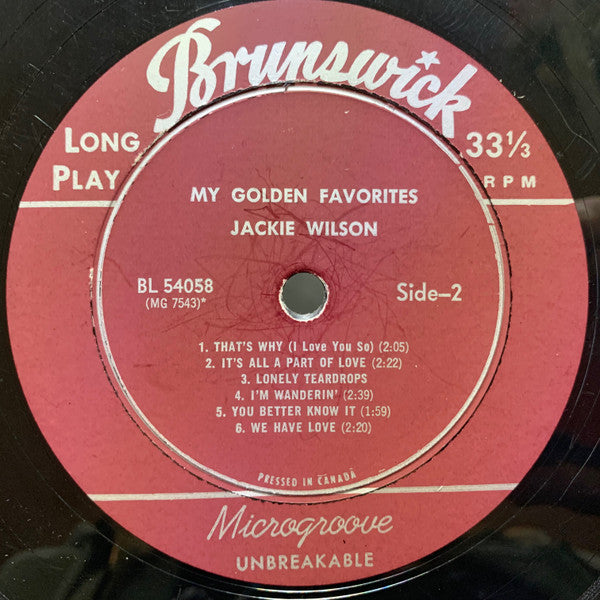 Brunswick
LONG PLAY
33⅓ RPM
MY GOLDEN FAVORITES
JACKIE WILSON
BL 54058
(MG 7543)*
Side-2
1. THAT'S WHY (I Love You So) (2:05)
2. IT'S ALL A PART OF LOVE (2:22)
3. LONELY TEARDROPS
4. I'M WANDERIN' (2:39)
5. YOU BETTER KNOW IT (1:59)
6. WE HAVE LOVE (2:20)
PRESSED IN CANADA
Microgroove
UNBREAKABLE